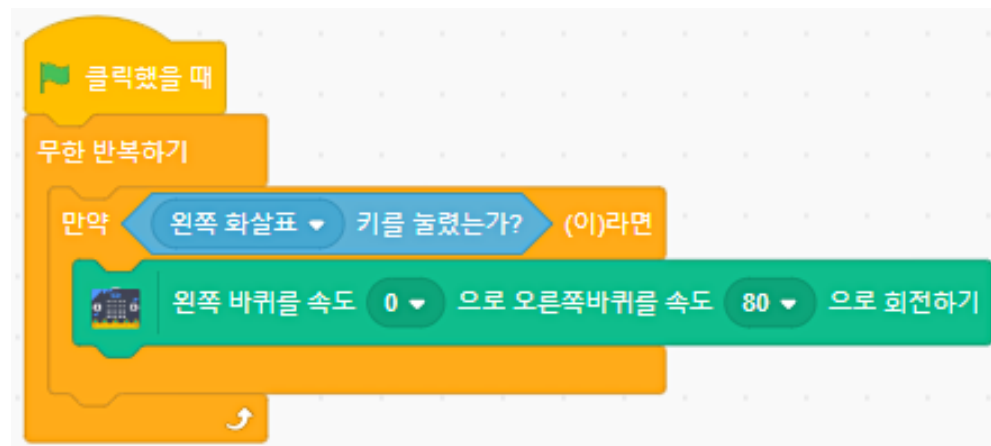 클릭했을 때
무한 반복하기
만약 왼쪽 화살표 키를 눌렀는가? (이)라면
왼쪽 바퀴를 속도 0 으로 오른쪽바퀴를 속도 80 으로 회전하기